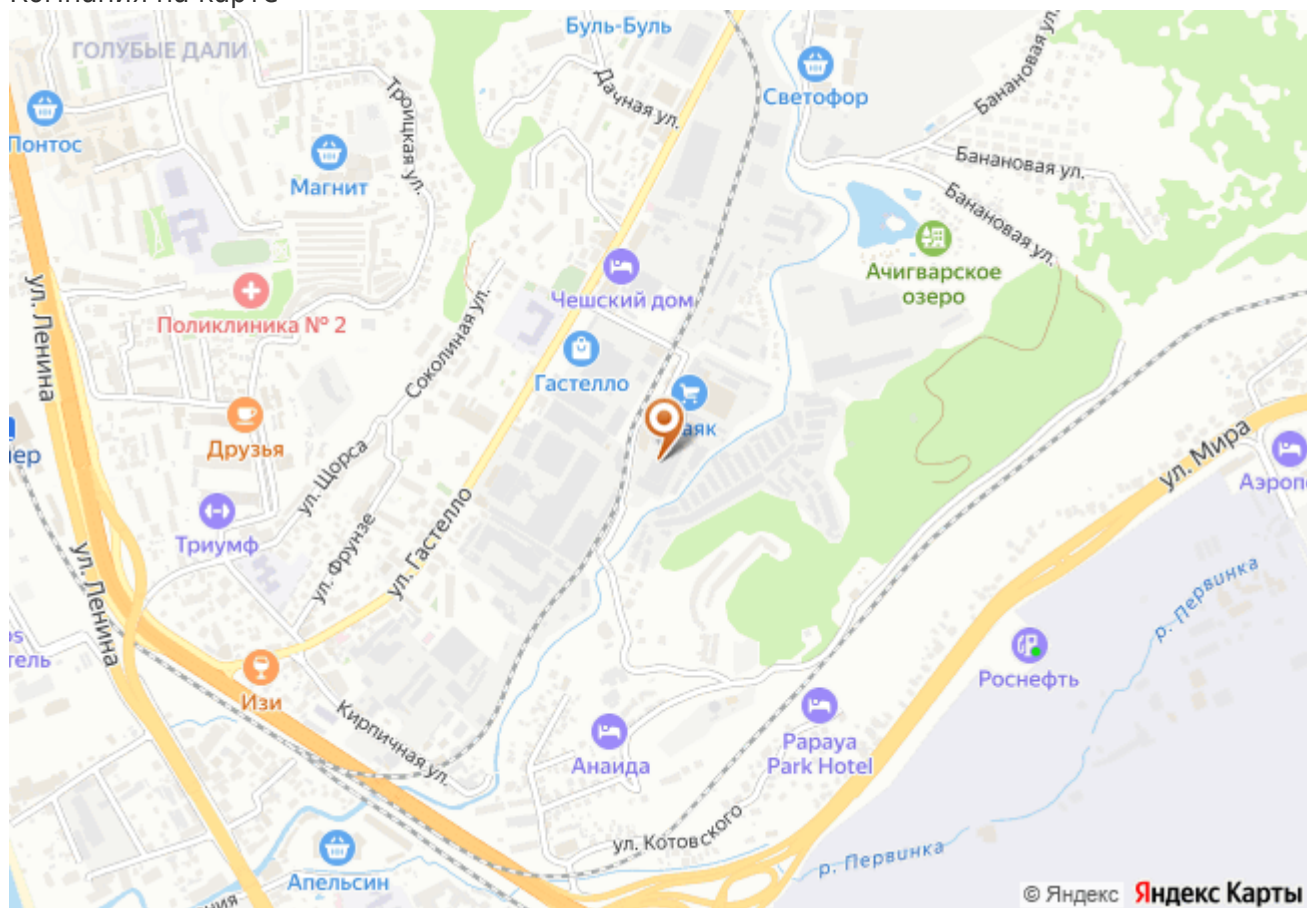 Компания на карте
Буль-Буль
ГОЛУБЫЕ ДАЛИ
Троицкая ул.
Дачная ул.
Светофор
Банановая ул.
Понтос
Магнит
Банановая ул.
Банановая ул.
Ачигварское
озеро
Чешский дом
Поликлиника № 2
ул. Ленина
Соколиная ул.
Гастелло
Друзья
ул. Щорса
ул. Мира
Триумф
ул. Фрунзе
ул. Гастелло
ул. Ленина
р. Первинка
Роснефть
Изи
Кирпичная ул.
Анаида
Papaya
Park Hotel
ул. Котовского
р. Первинка
Апельсин
© Яндекс Яндекс Карты